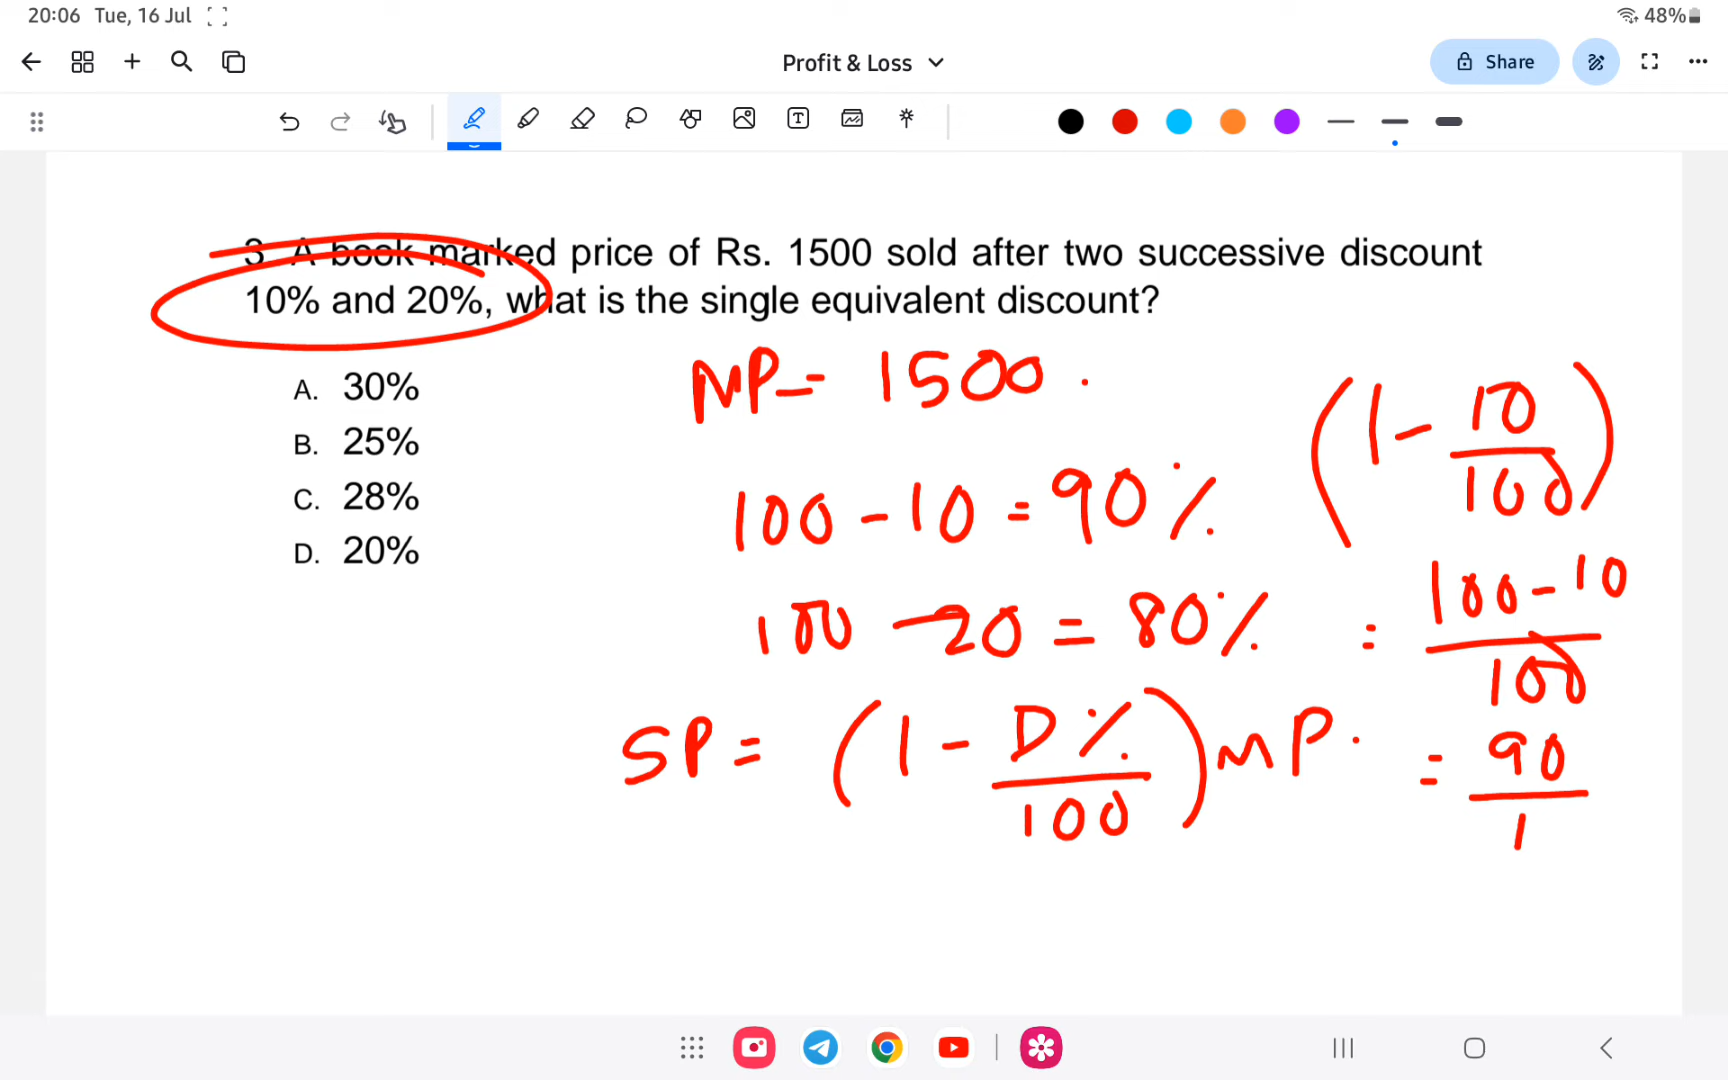 20:06 Tue, 16 Jul
48%
Profit & Loss
Share
3. A book marked price of Rs. 1500 sold after two successive discount
10% and 20%, what is the single equivalent discount?
A. 30%
B. 25%
C. 28%
D. 20%
MP = 1500.
100 - 10 = 90%
100 - 20 = 80%
SP = (1 - D%/100) MP.
(1 - 10/100)
= 100 - 10/100
= 90/1